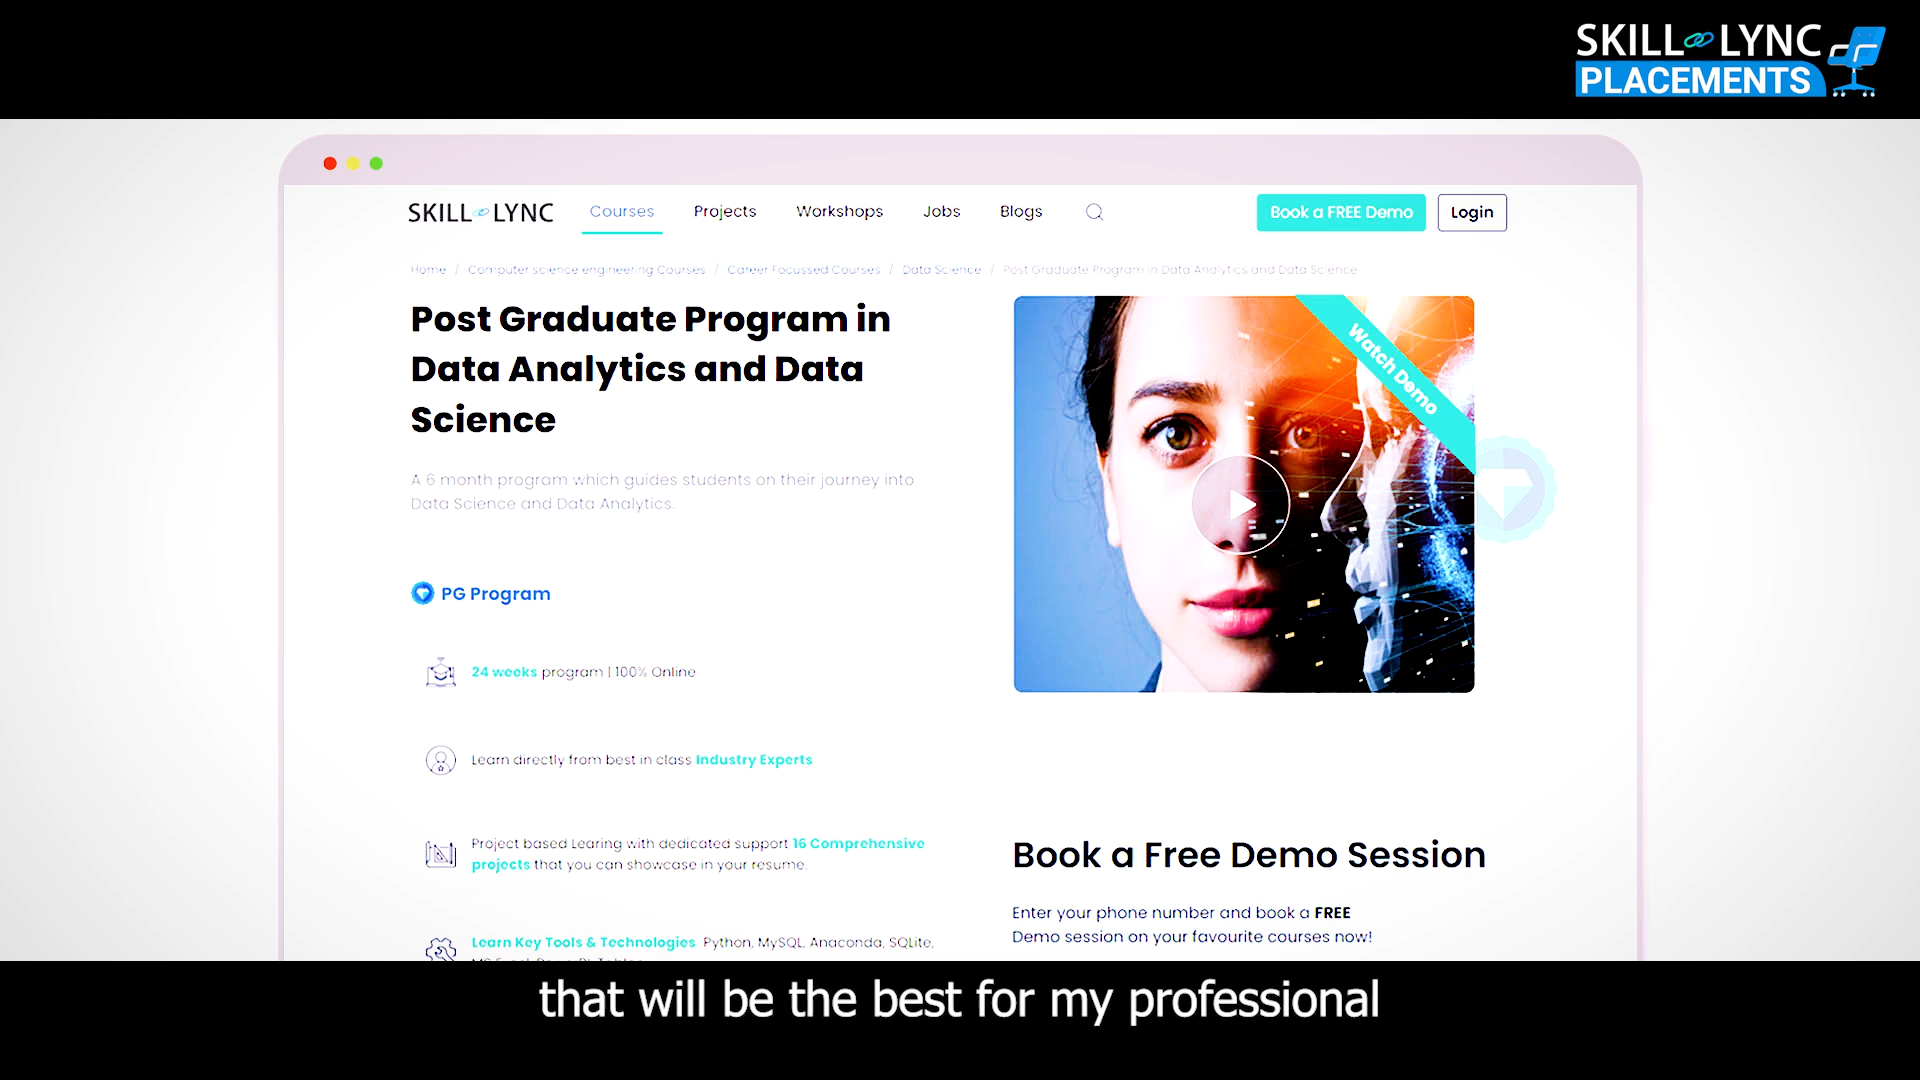 SKILL LYNC
PLACEMENTS
SKILL LYNC
Courses
Projects
Workshops
Jobs
Blogs
Book a FREE Demo
Login
Home / Computer science engineering Courses / Career Focussed Courses / Data Science / Post Graduate Program in Data Analytics and Data Science
Post Graduate Program in
Data Analytics and Data
Science
A 6 month program which guides students on their journey into
Data Science and Data Analytics.
PG Program
24 weeks program | 100% Online
Learn directly from best in class Industry Experts
Project based Learing with dedicated support 16 Comprehensive
projects that you can showcase in your resume.
Learn Key Tools & Technologies Python, MySQL, Anaconda, SQLite,
Watch Demo
Book a Free Demo Session
Enter your phone number and book a FREE
Demo session on your favourite courses now!
that will be the best for my professional